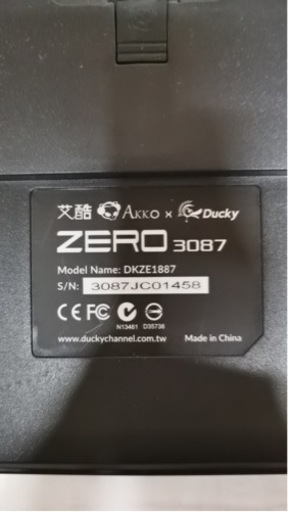 艾酷 AKKO × Ducky
ZERO 3087
Model Name: DKZE1887
S/N: 3087JC01458
CE FC
N13461 D35736
www.duckychannel.com.tw Made in China